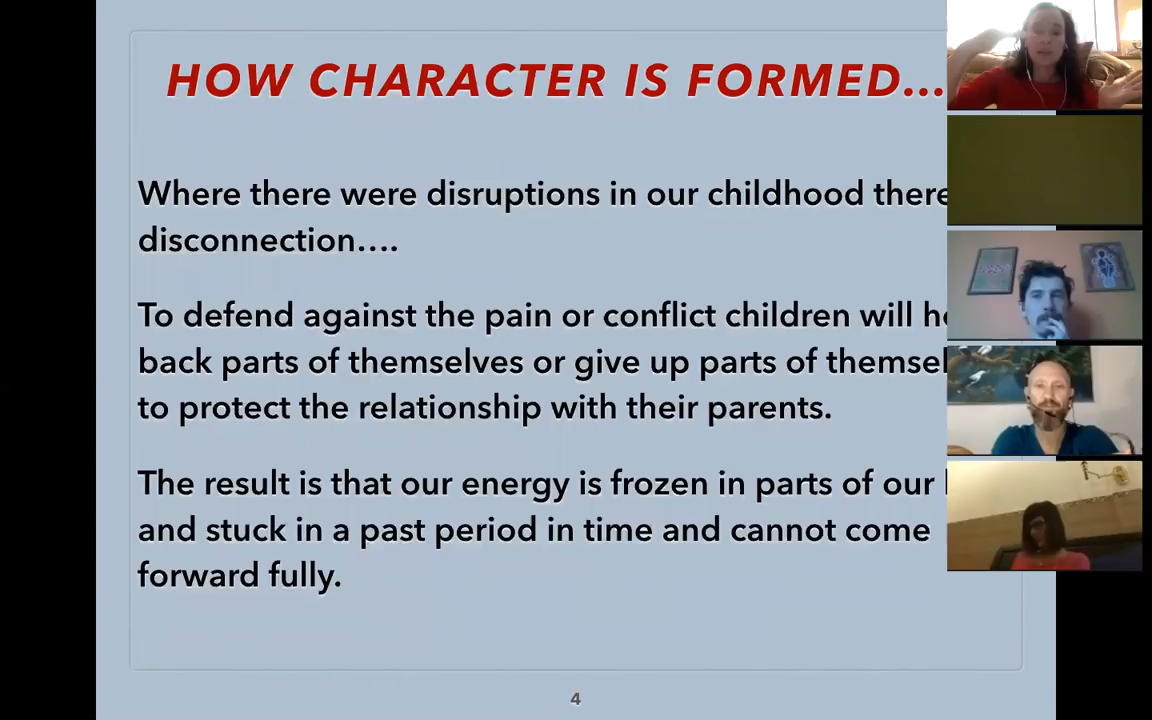 HOW CHARACTER IS FORMED...
Where there were disruptions in our childhood there
disconnection....
To defend against the pain or conflict children will
back parts of themselves or give up parts of
to protect the relationship with their parents.
The result is that our energy is frozen in parts of our
and stuck in a past period in time and cannot come
forward fully.
4